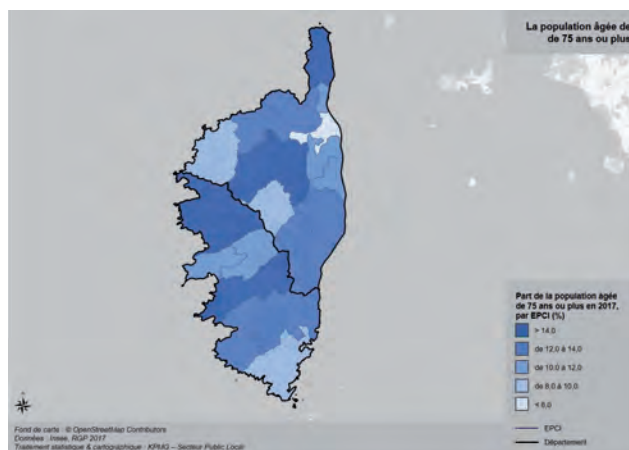 La population âgée de
de 75 ans ou plus
Part de la population âgée
de 75 ans ou plus en 2017,
par EPCI (%)
> 14,0
de 12,0 à 14,0
de 10,0 à 12,0
de 8,0 à 10,0
< 8,0
EPCI
Département
Fond de carte : © OpenStreetMap Contributors
Données : Insee, RGP 2017
Traitement statistique & cartographique : KPMG – Secteur Public Local